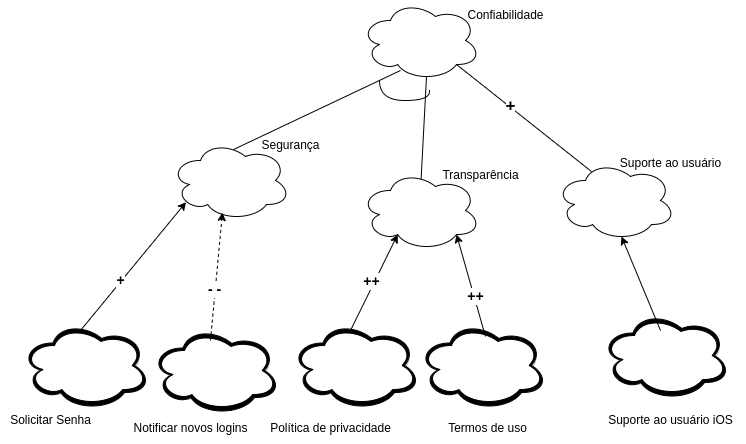 Confiabilidade
+
Segurança
Suporte ao usuário
Transparência
+
- -
++
++
Solicitar Senha
Notificar novos logins
Política de privacidade
Termos de uso
Suporte ao usuário iOS